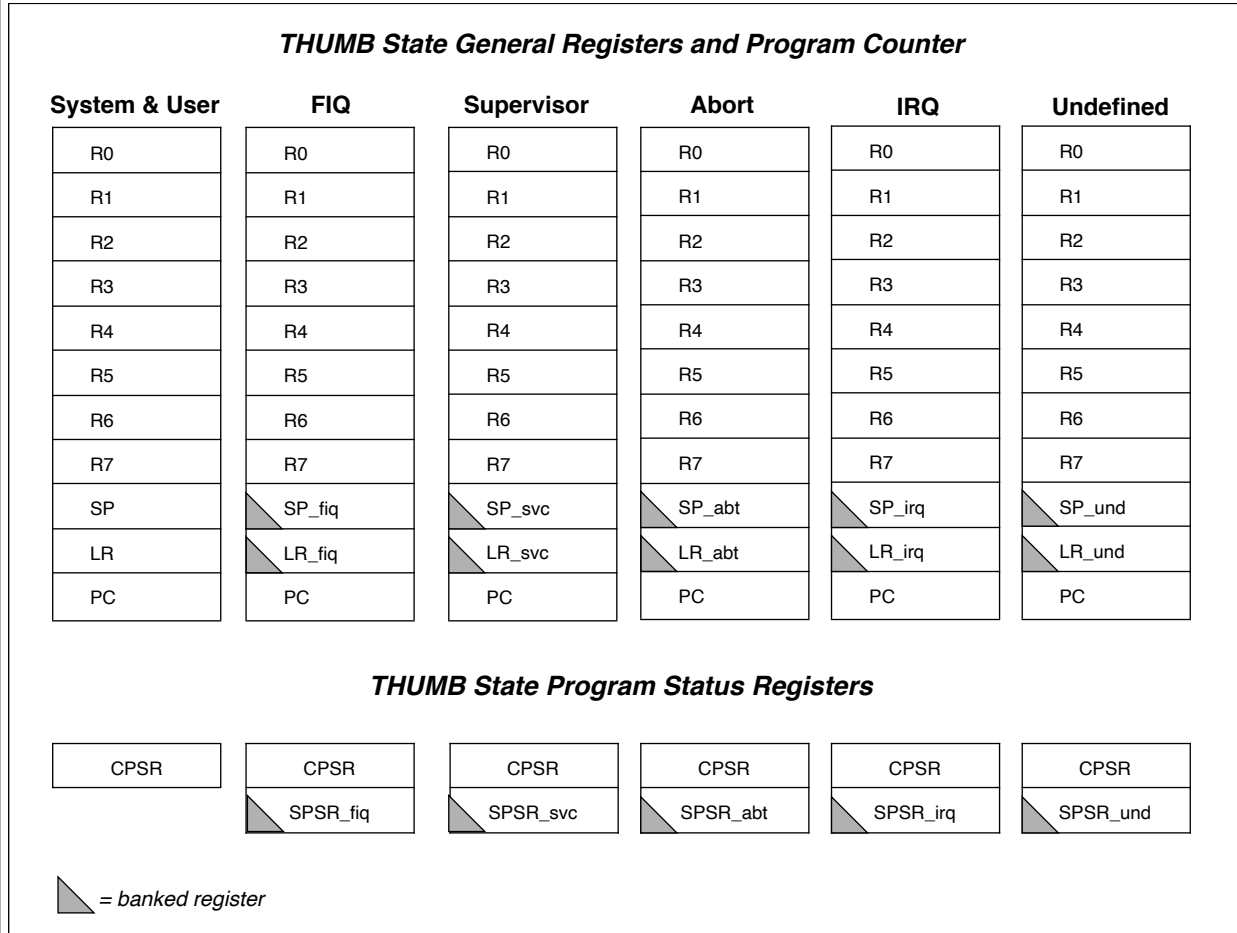 THUMB State General Registers and Program Counter
System & User FIQ Supervisor Abort IRQ Undefined
R0 R0 R0 R0 R0 R0
R1 R1 R1 R1 R1 R1
R2 R2 R2 R2 R2 R2
R3 R3 R3 R3 R3 R3
R4 R4 R4 R4 R4 R4
R5 R5 R5 R5 R5 R5
R6 R6 R6 R6 R6 R6
R7 R7 R7 R7 R7 R7
SP SP_fiq SP_svc SP_abt SP_irq SP_und
LR LR_fiq LR_svc LR_abt LR_irq LR_und
PC PC PC PC PC PC
THUMB State Program Status Registers
CPSR CPSR CPSR CPSR CPSR CPSR
SPSR_fiq SPSR_svc SPSR_abt SPSR_irq SPSR_und
= banked register